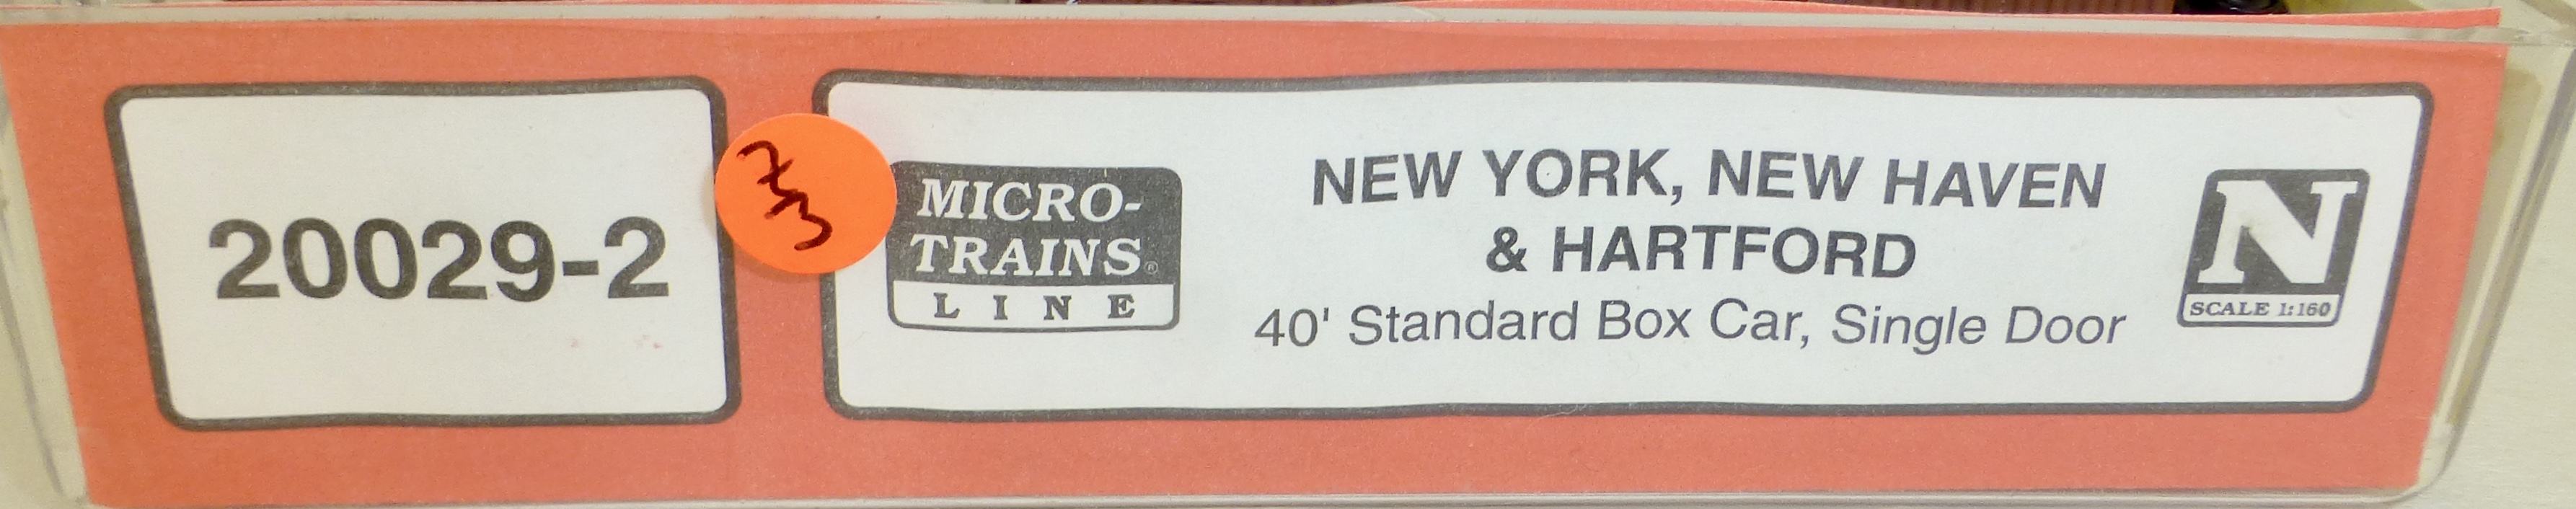 20029-2
MICRO-
TRAINS®
LINE
NEW YORK, NEW HAVEN
& HARTFORD
40' Standard Box Car, Single Door
N
SCALE 1:160